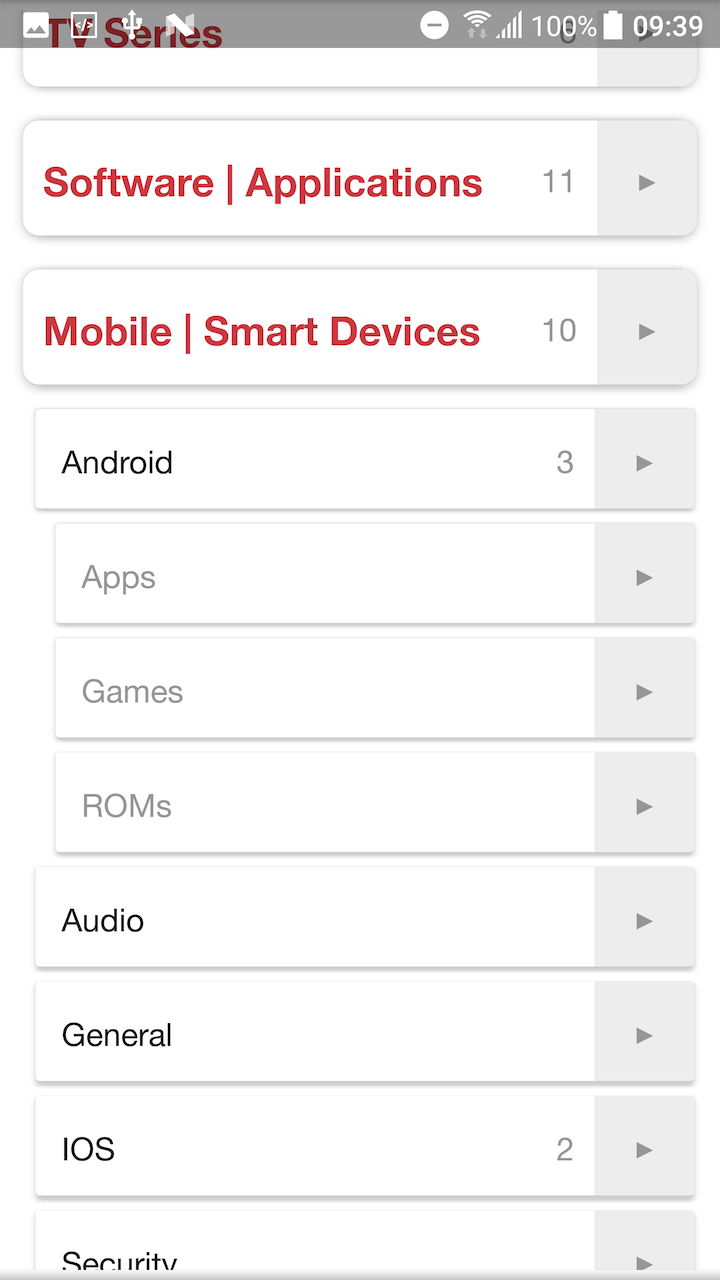 100% 09:39
TV Series 6
Software | Applications 11
Mobile | Smart Devices 10
Android 3
Apps
Games
ROMs
Audio
General
IOS 2
Security